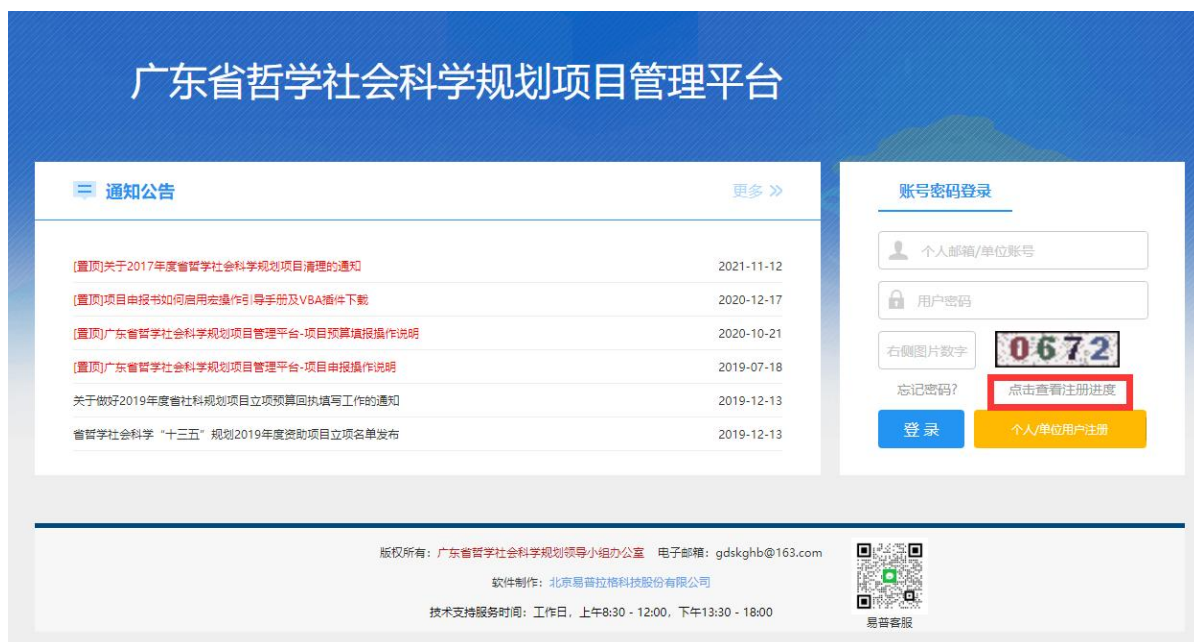 广东省哲学社会科学规划项目管理平台
通知公告
更多
[置顶]关于2017年度省哲学社会科学规划项目清理的通知 2021-11-12
[置顶]项目申报书如何启用宏操作引导手册及VBA插件下载 2020-12-17
[置顶]广东省哲学社会科学规划项目管理平台-项目预算填报操作说明 2020-10-21
[置顶]广东省哲学社会科学规划项目管理平台-项目申报操作说明 2019-07-18
关于做好2019年度省社科规划项目立项预算回执填写工作的通知 2019-12-13
省哲学社会科学“十三五”规划2019年度资助项目立项名单发布 2019-12-13
账号密码登录
个人邮箱/单位账号
用户密码
右侧图片数字 0672
忘记密码? 点击查看注册进度
登录 个人/单位用户注册
版权所有：广东省哲学社会科学规划领导小组办公室 电子邮箱：gdskghb@163.com
软件制作：北京易普拉格科技股份有限公司
技术支持服务时间：工作日，上午8:30 - 12:00，下午13:30 - 18:00
易普客服